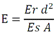 E = Er d²
Es A